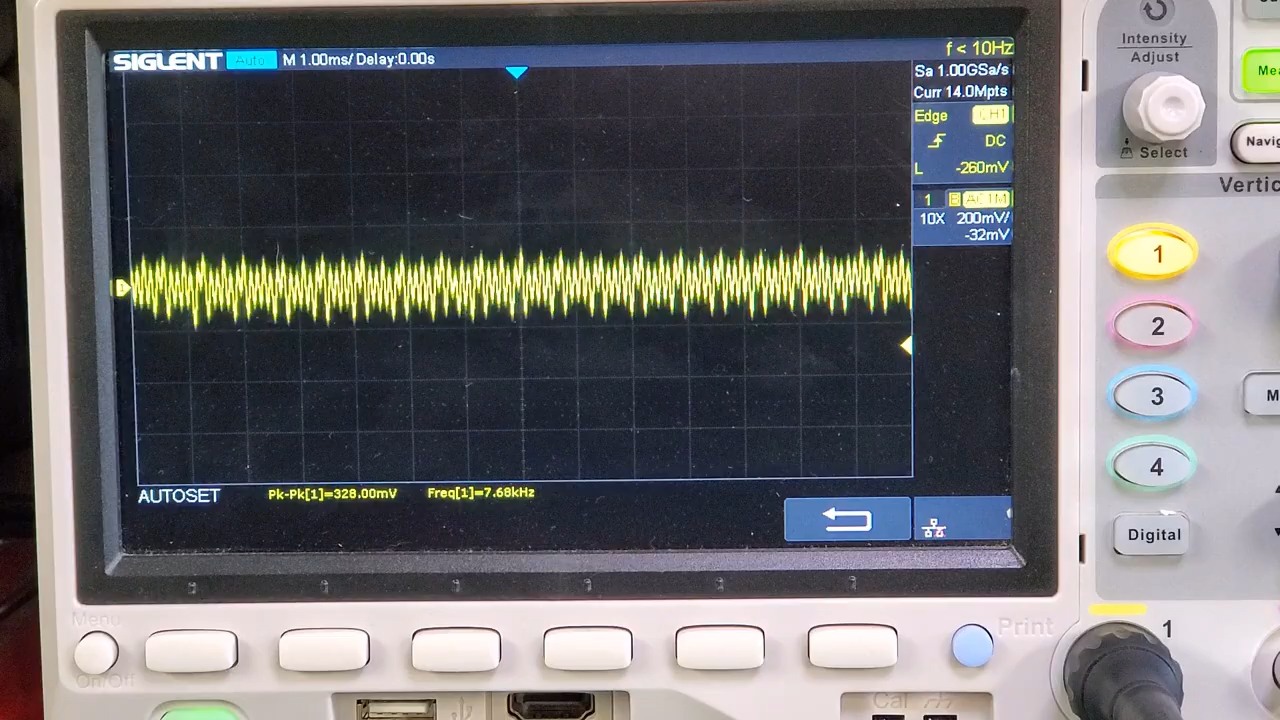 SIGLENT Auto M 1.00ms/ Delay:0.00s f < 10Hz
Sa 1.00GSa/s
Curr 14.0Mpts
Edge CH1
DC
L -260mV
1 B AC1M
10X 200mV/
-32mV
AUTOSET Pk-Pk[1]=328.00mV Freq[1]=7.68kHz
Intensity
Adjust
Select
Navig
1
2
3
4
Digital
M
Menu
On/Off
Print
1
Cal